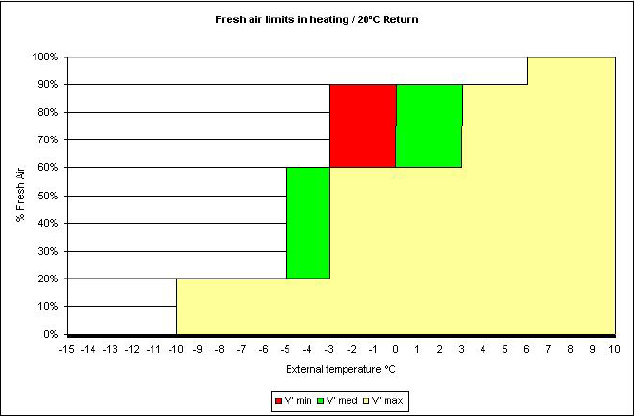 Fresh air limits in heating / 20°C Return
100%
90%
80%
70%
60%
50%
40%
30%
20%
10%
0%
% Fresh Air
-15 -14 -13 -12 -11 -10 -9 -8 -7 -6 -5 -4 -3 -2 -1 0 1 2 3 4 5 6 7 8 9 10
External temperature °C
V' min V' med V' max